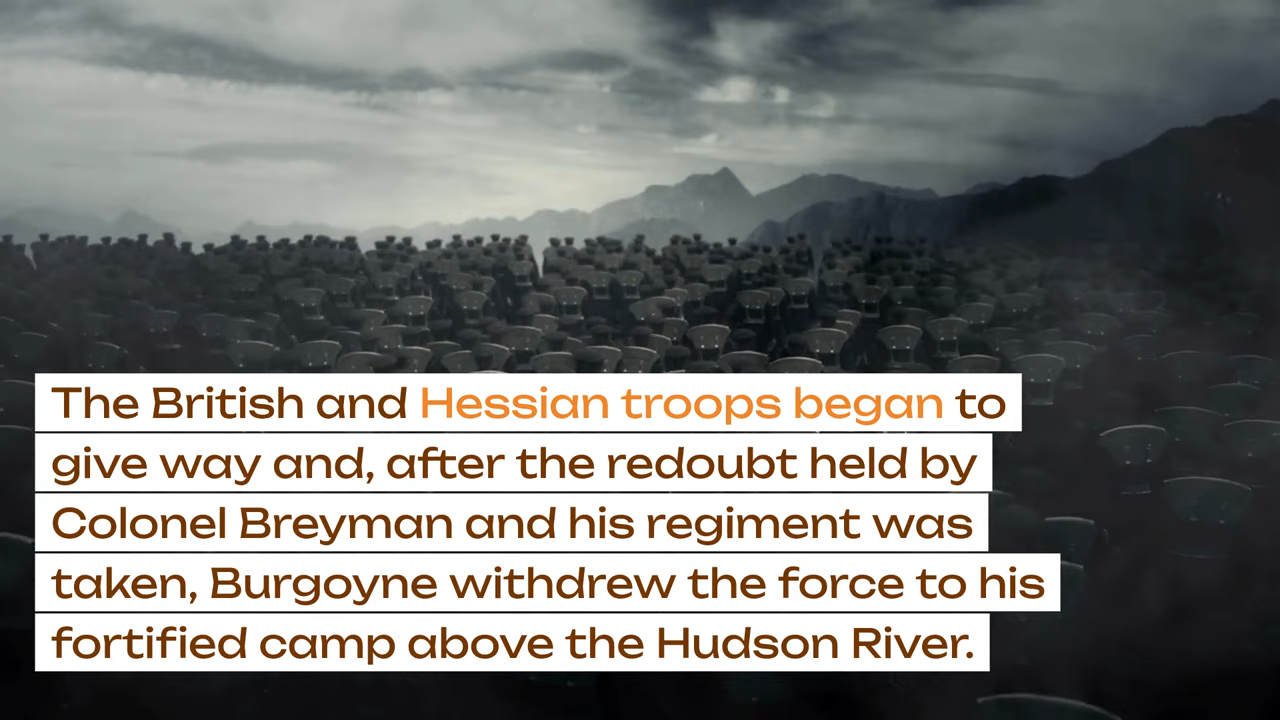 The British and Hessian troops began to
give way and, after the redoubt held by
Colonel Breyman and his regiment was
taken, Burgoyne withdrew the force to his
fortified camp above the Hudson River.